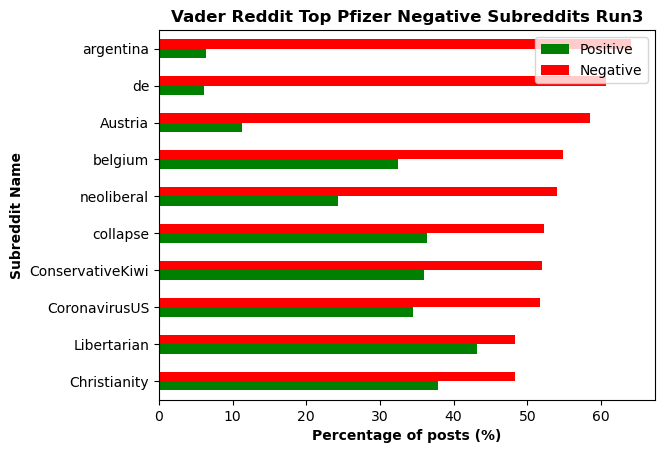 Vader Reddit Top Pfizer Negative Subreddits Run3
Positive
Negative
Subreddit Name
argentina
de
Austria
belgium
neoliberal
collapse
ConservativeKiwi
CoronavirusUS
Libertarian
Christianity
0 10 20 30 40 50 60
Percentage of posts (%)